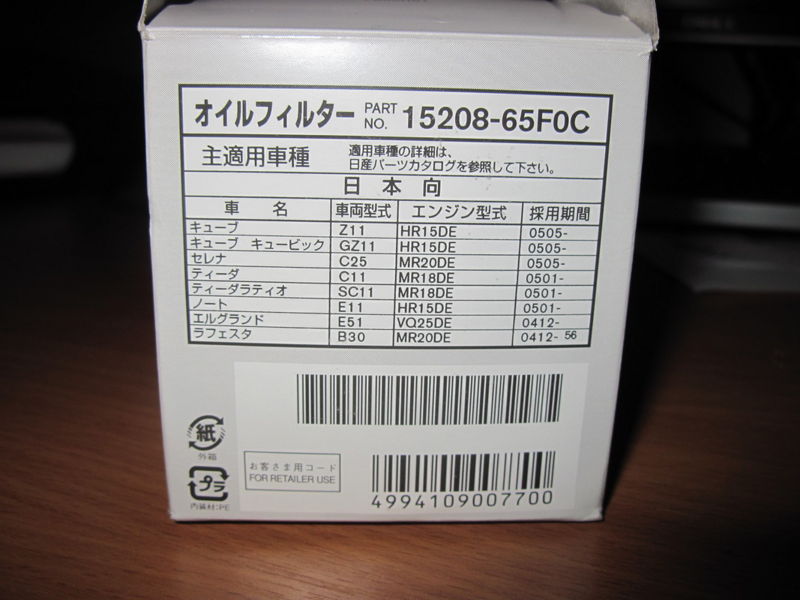 オイルフィルター PART NO. 15208-65F0C
主適用車種 適用車種の詳細は、
日産パーツカタログを参照して下さい。
日本向
車名 車両型式 エンジン型式 採用期間
キューブ Z11 HR15DE 0505-
キューブ キュービック GZ11 HR15DE 0505-
セレナ C25 MR20DE 0505-
ティーダ C11 MR18DE 0501-
ティーダラティオ SC11 MR18DE 0501-
ノート E11 HR15DE 0501-
エルグランド E51 VQ25DE 0412-
ラフェスタ B30 MR20DE 0412- 56
紙
外箱
プラ
内装材:PE
お客さま用コード
FOR RETAILER USE
4994109007700